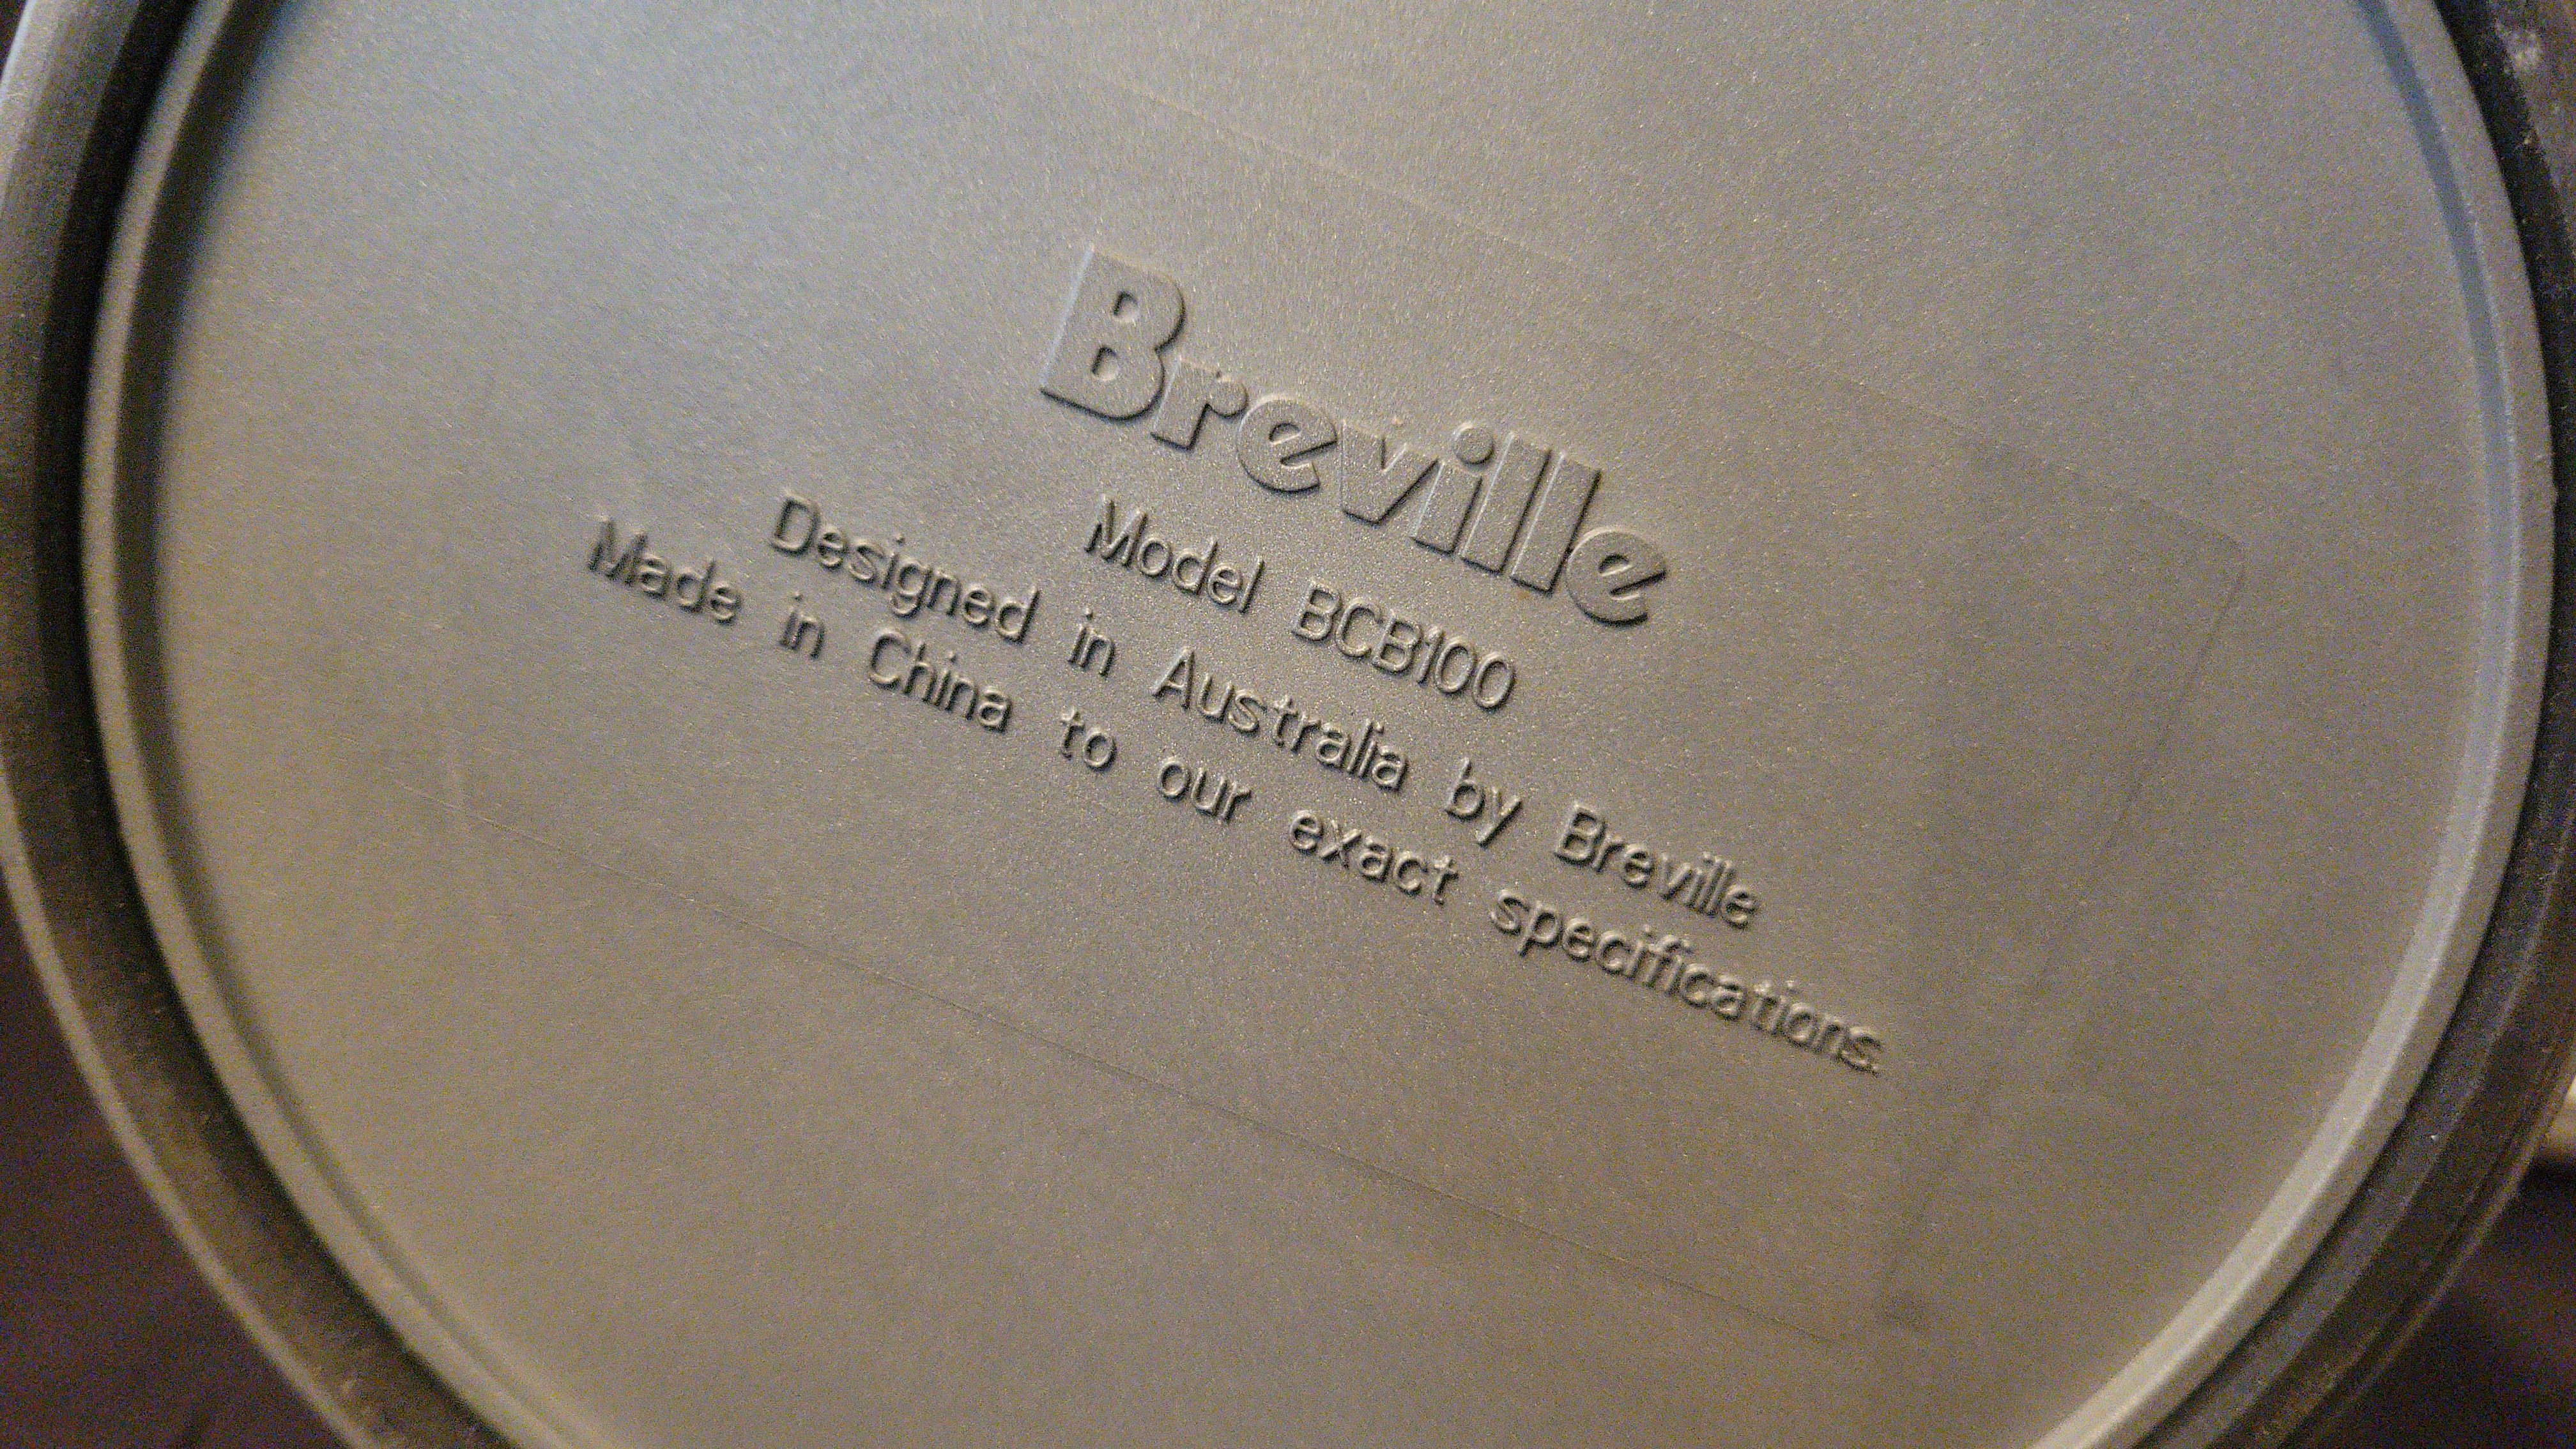 Breville
Model BCB100
Designed in Australia by Breville
Made in China to our exact specifications.